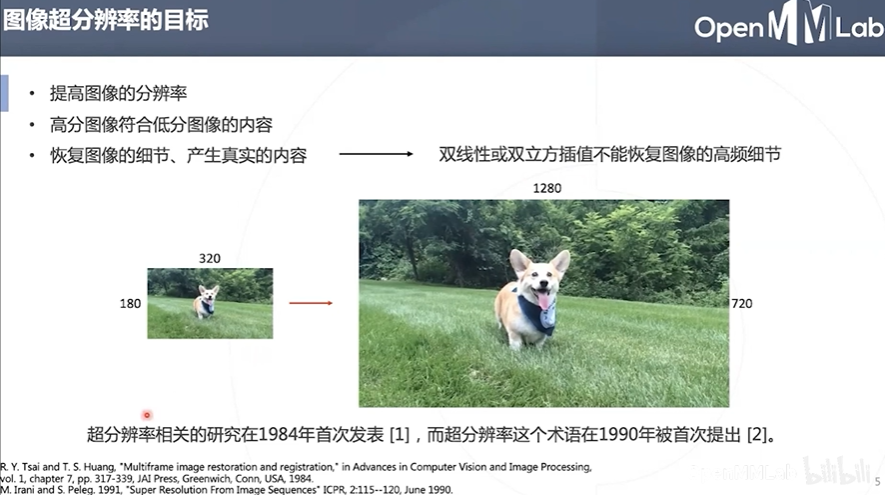 图像超分辨率的目标
OpenMMLab
• 提高图像的分辨率
• 高分图像符合低分图像的内容
• 恢复图像的细节、产生真实的内容
双线性或双立方插值不能恢复图像的高频细节
1280
320
180
720
超分辨率相关的研究在1984年首次发表 [1]，而超分辨率这个术语在1990年被首次提出 [2]。
R. Y. Tsai and T. S. Huang, "Multiframe image restoration and registration," in Advances in Computer Vision and Image Processing,
vol. 1, chapter 7, pp. 317-339, JAI Press, Greenwich, Conn, USA, 1984.
M. Irani and S. Peleg. 1991, "Super Resolution From Image Sequences" ICPR, 2:115--120, June 1990.
bilibili
5